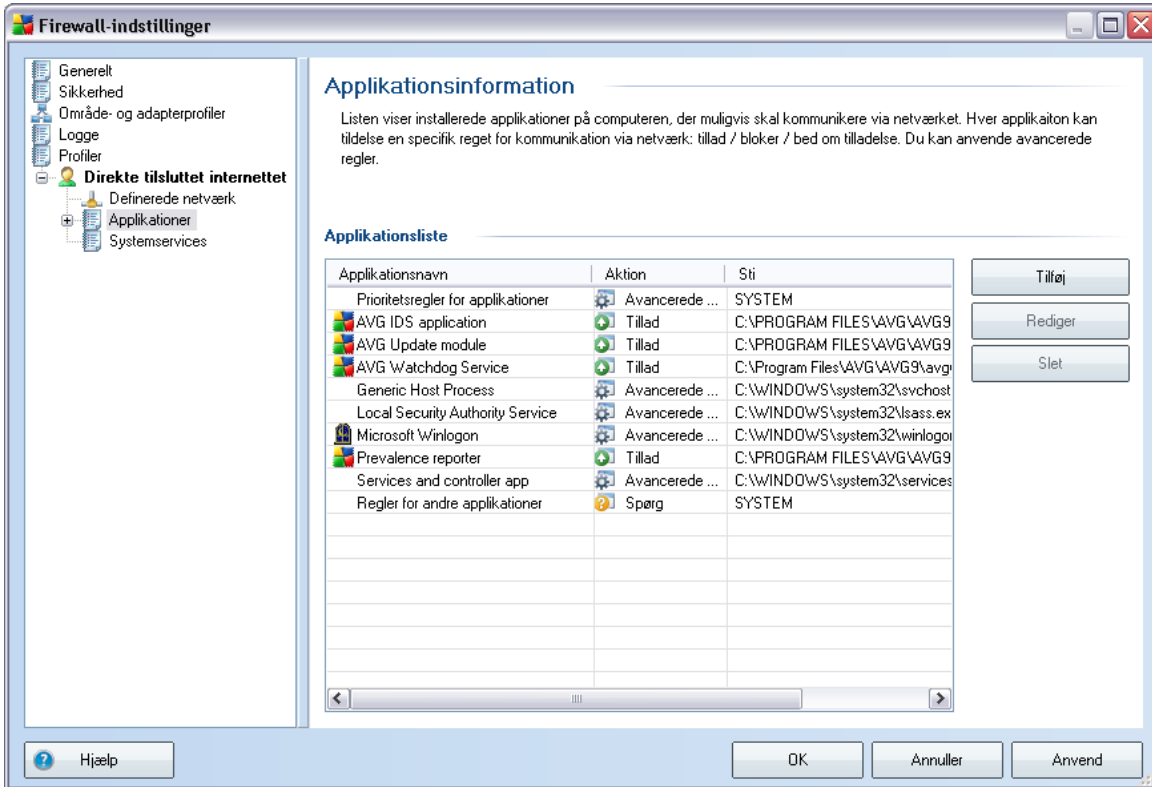 Firewall-indstillinger
Generelt
Sikkerhed
Område- og adapterprofiler
Logge
Profiler
Direkte tilsluttet internettet
Definerede netværk
Applikationer
Systemservices
Applikationsinformation
Listen viser installerede applikationer på computeren, der muligvis skal kommunikere via netværket. Hver applikaiton kan
tildelse en specifik reget for kommunikation via netværk: tillad / bloker / bed om tilladelse. Du kan anvende avancerede
regler.
Applikationsliste
Applikationsnavn Aktion Sti
Prioritetsregler for applikationer Avancerede ... SYSTEM
AVG IDS application Tillad C:\PROGRAM FILES\AVG\AVG9
AVG Update module Tillad C:\PROGRAM FILES\AVG\AVG9
AVG Watchdog Service Tillad C:\Program Files\AVG\AVG9\avg
Generic Host Process Avancerede ... C:\WINDOWS\system32\svchost
Local Security Authority Service Avancerede ... C:\WINDOWS\system32\lsass.ex
Microsoft Winlogon Avancerede ... C:\WINDOWS\system32\winlogo
Prevalence reporter Tillad C:\PROGRAM FILES\AVG\AVG9
Services and controller app Avancerede ... C:\WINDOWS\system32\services
Regler for andre applikationer Spørg SYSTEM
Tilføj
Rediger
Slet
Hjælp
OK
Annuller
Anvend